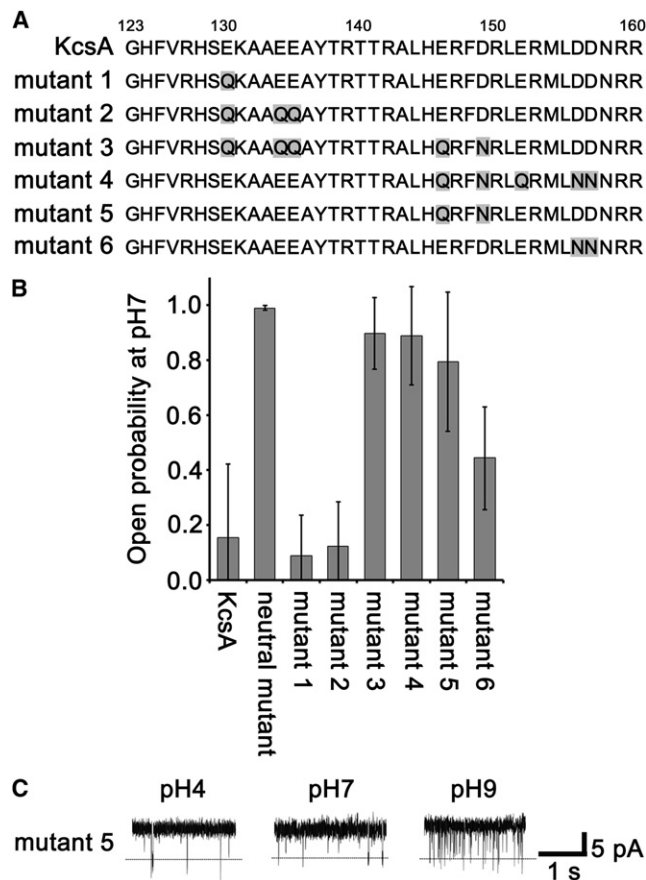 A
123 130 140 150 160
KcsA GHFVRHSEKAAEEAYTRTTRALHERFDRLERMLDDNRR
mutant 1 GHFVRHSQKAAEEAYTRTTRALHERFDRLERMLDDNRR
mutant 2 GHFVRHSQKAAQQAYTRTTRALHERFDRLERMLDDNRR
mutant 3 GHFVRHSQKAAQQAYTRTTRALHQRFNRLERMLDDNRR
mutant 4 GHFVRHSEKAAEEAYTRTTRALHQRFNRLQRMLNNNRR
mutant 5 GHFVRHSEKAAEEAYTRTTRALHQRFNRLERMLDDNRR
mutant 6 GHFVRHSEKAAEEAYTRTTRALHERFDRLERMLNNNRR
B
Open probability at pH7
1.0
0.8
0.6
0.4
0.2
0.0
KcsA
neutral mutant
mutant 1
mutant 2
mutant 3
mutant 4
mutant 5
mutant 6
C
pH4 pH7 pH9
mutant 5
5 pA
1 s